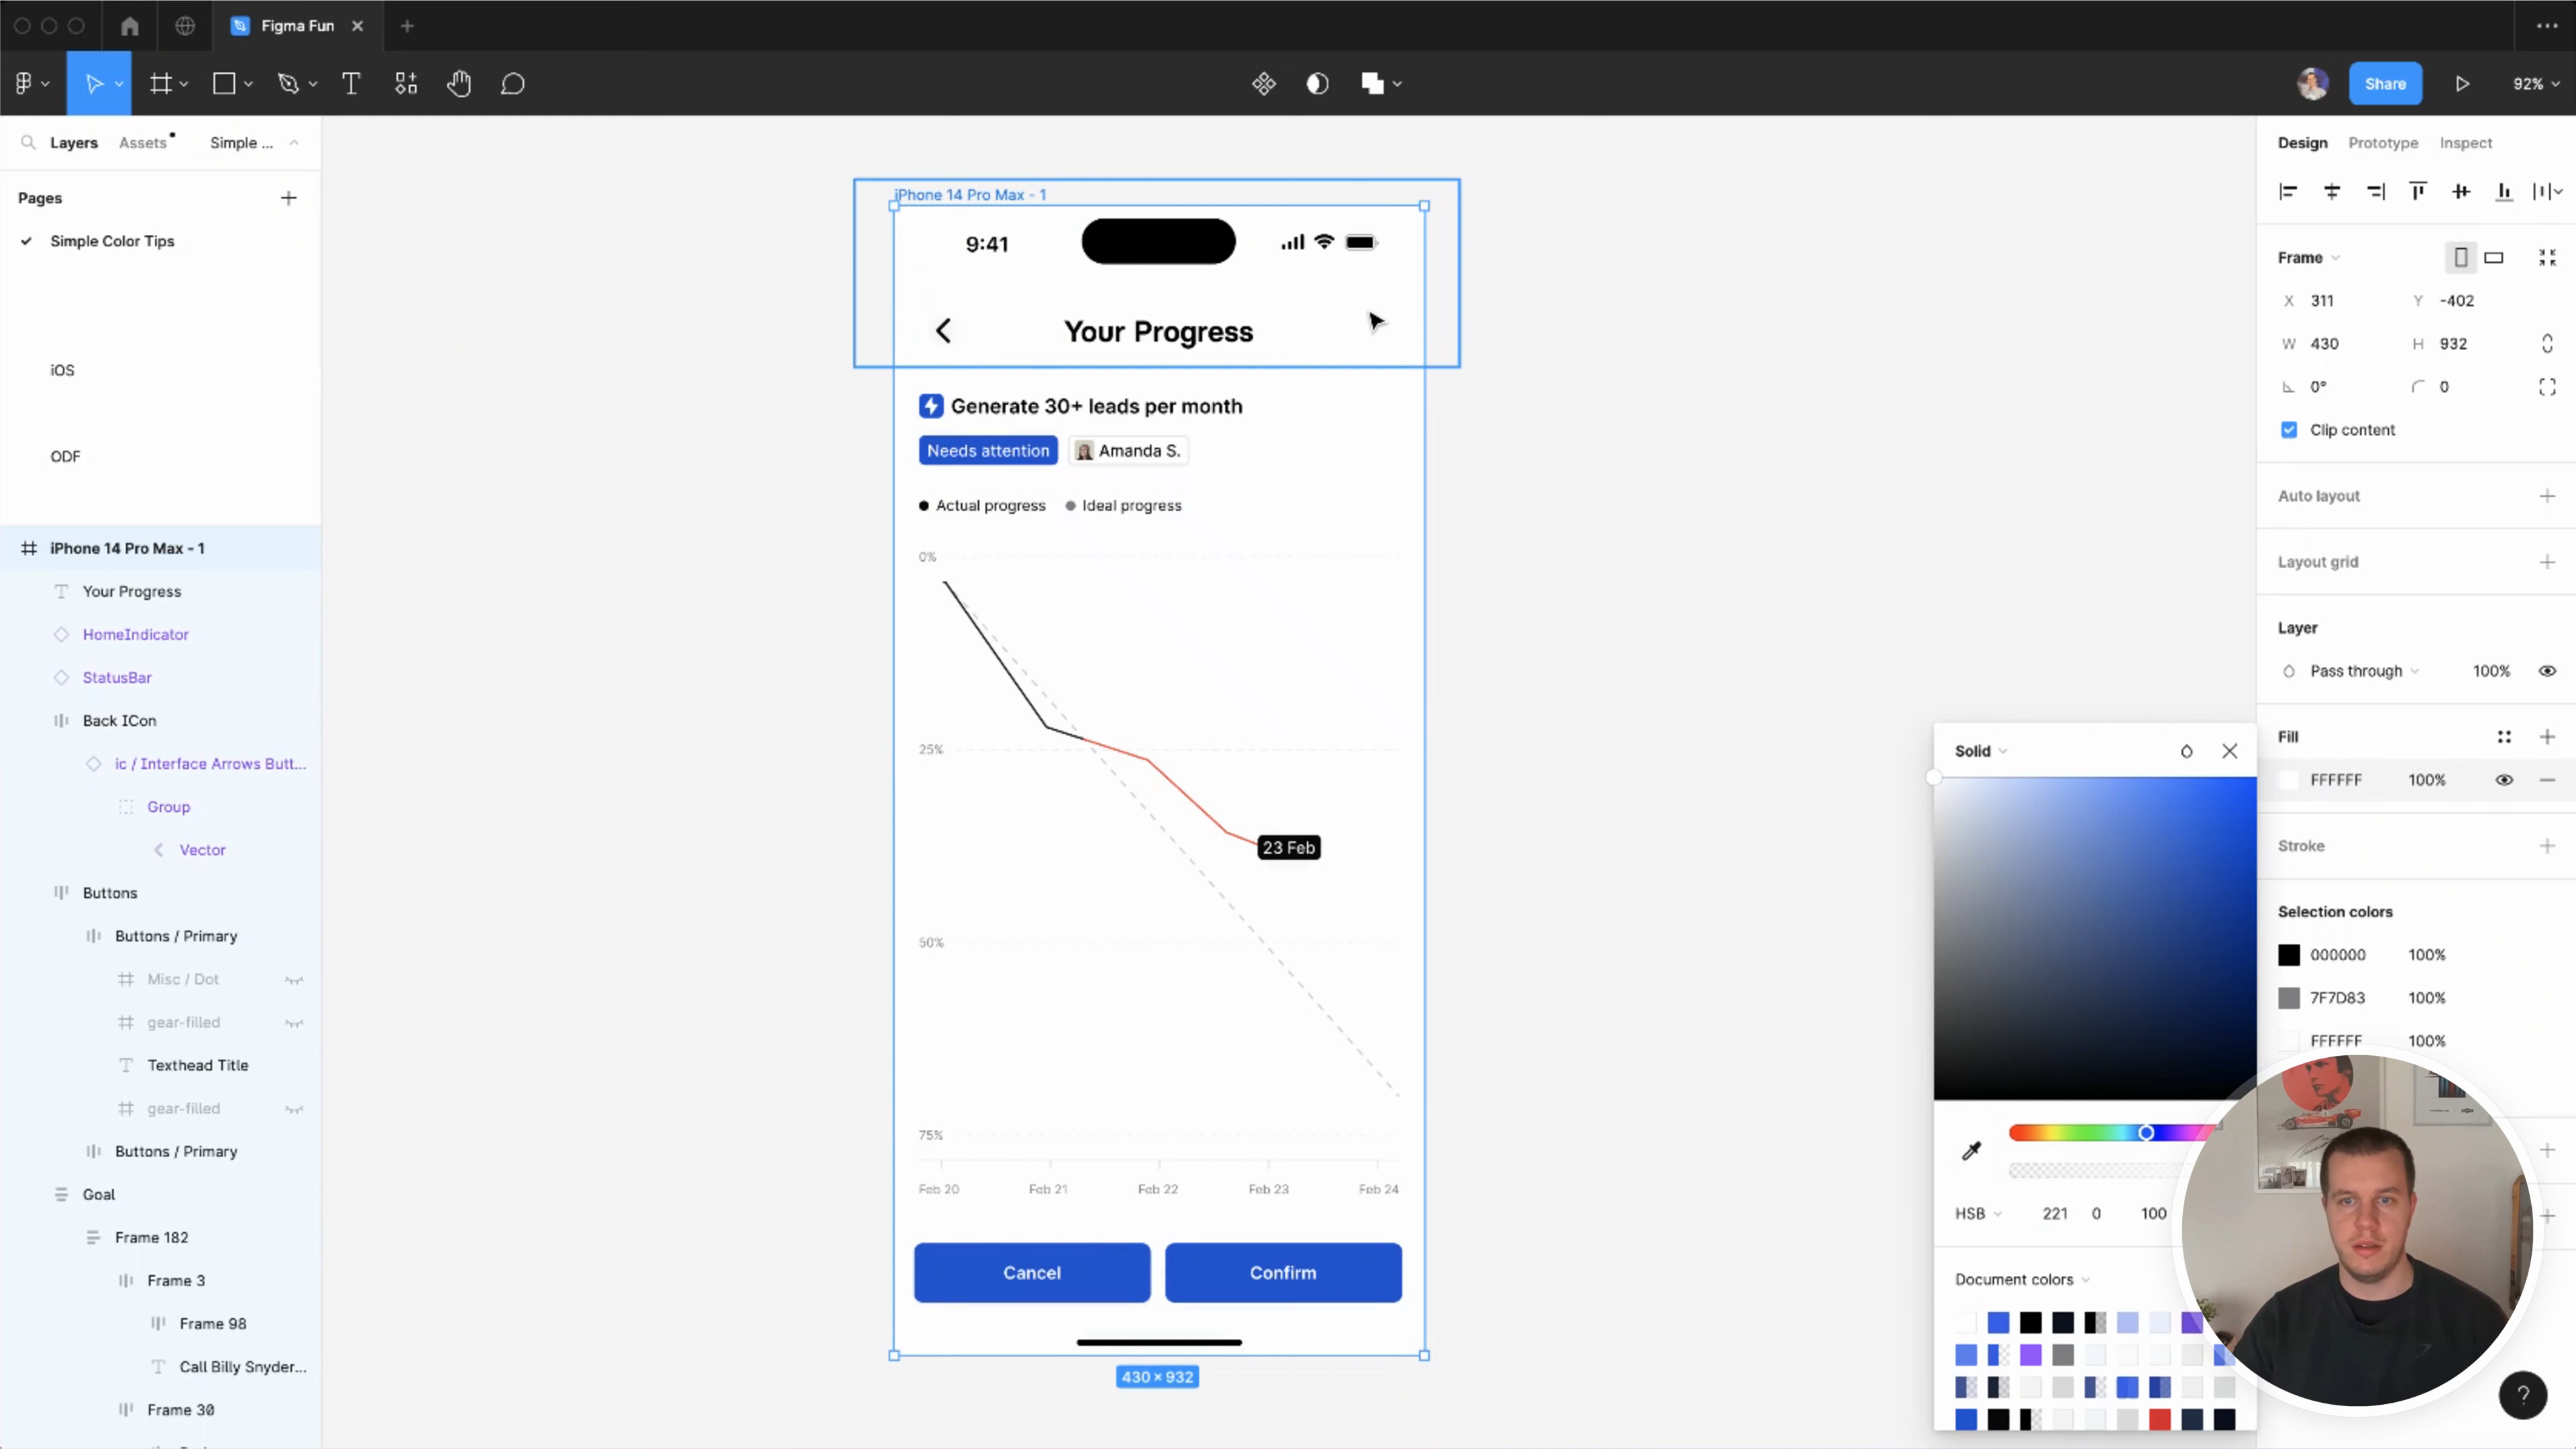 Figma Fun
Share
92%
Layers
Assets
Simple ...
Pages
Simple Color Tips
iOS
ODF
iPhone 14 Pro Max - 1
Your Progress
HomeIndicator
StatusBar
Back ICon
ic / Interface Arrows Butt...
Group
Vector
Buttons
Buttons / Primary
Misc / Dot
gear-filled
Texthead Title
gear-filled
Buttons / Primary
Goal
Frame 182
Frame 3
Frame 98
Call Billy Snyder...
Frame 30
iPhone 14 Pro Max - 1
9:41
Your Progress
Generate 30+ leads per month
Needs attention
Amanda S.
Actual progress
Ideal progress
0%
25%
23 Feb
50%
75%
Feb 20
Feb 21
Feb 22
Feb 23
Feb 24
Cancel
Confirm
430 × 932
Solid
HSB
221
0
100
Document colors
Design
Prototype
Inspect
Frame
X 311
Y -402
W 430
H 932
0°
0
Clip content
Auto layout
Layout grid
Layer
Pass through
100%
Fill
FFFFFF
100%
Stroke
Selection colors
000000
100%
7F7D83
100%
FFFFFF
100%
?